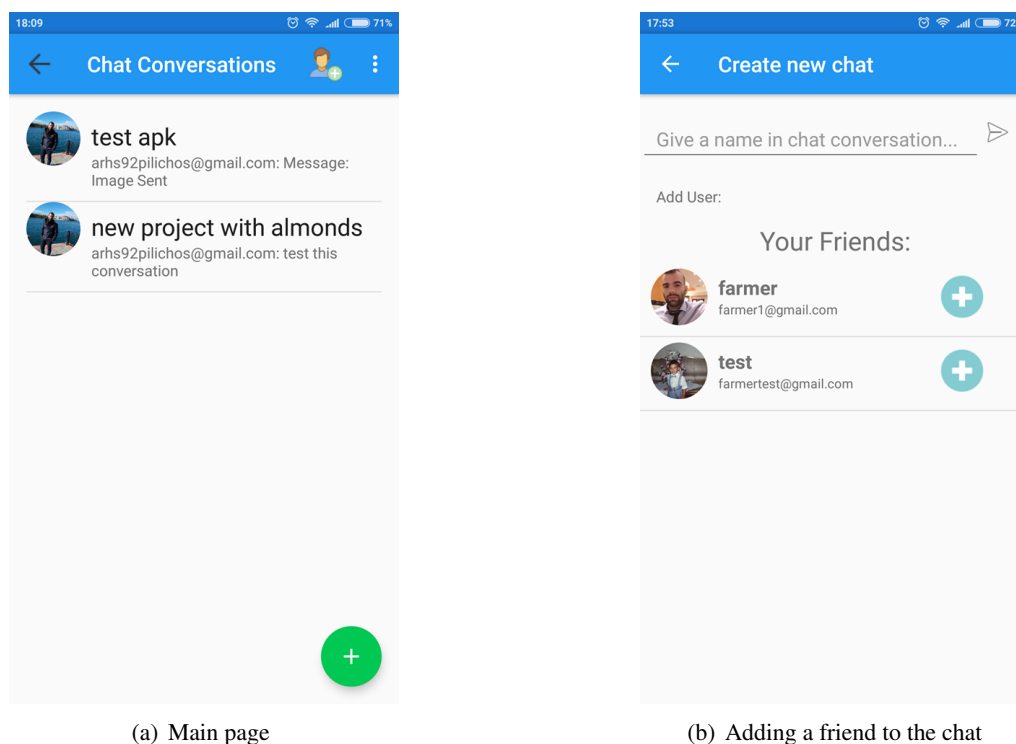 18:09
71%
Chat Conversations
test apk
arhs92pilichos@gmail.com: Message:
Image Sent
new project with almonds
arhs92pilichos@gmail.com: test this
conversation
(a) Main page
17:53
72
Create new chat
Give a name in chat conversation...
Add User:
Your Friends:
farmer
farmer1@gmail.com
test
farmertest@gmail.com
(b) Adding a friend to the chat